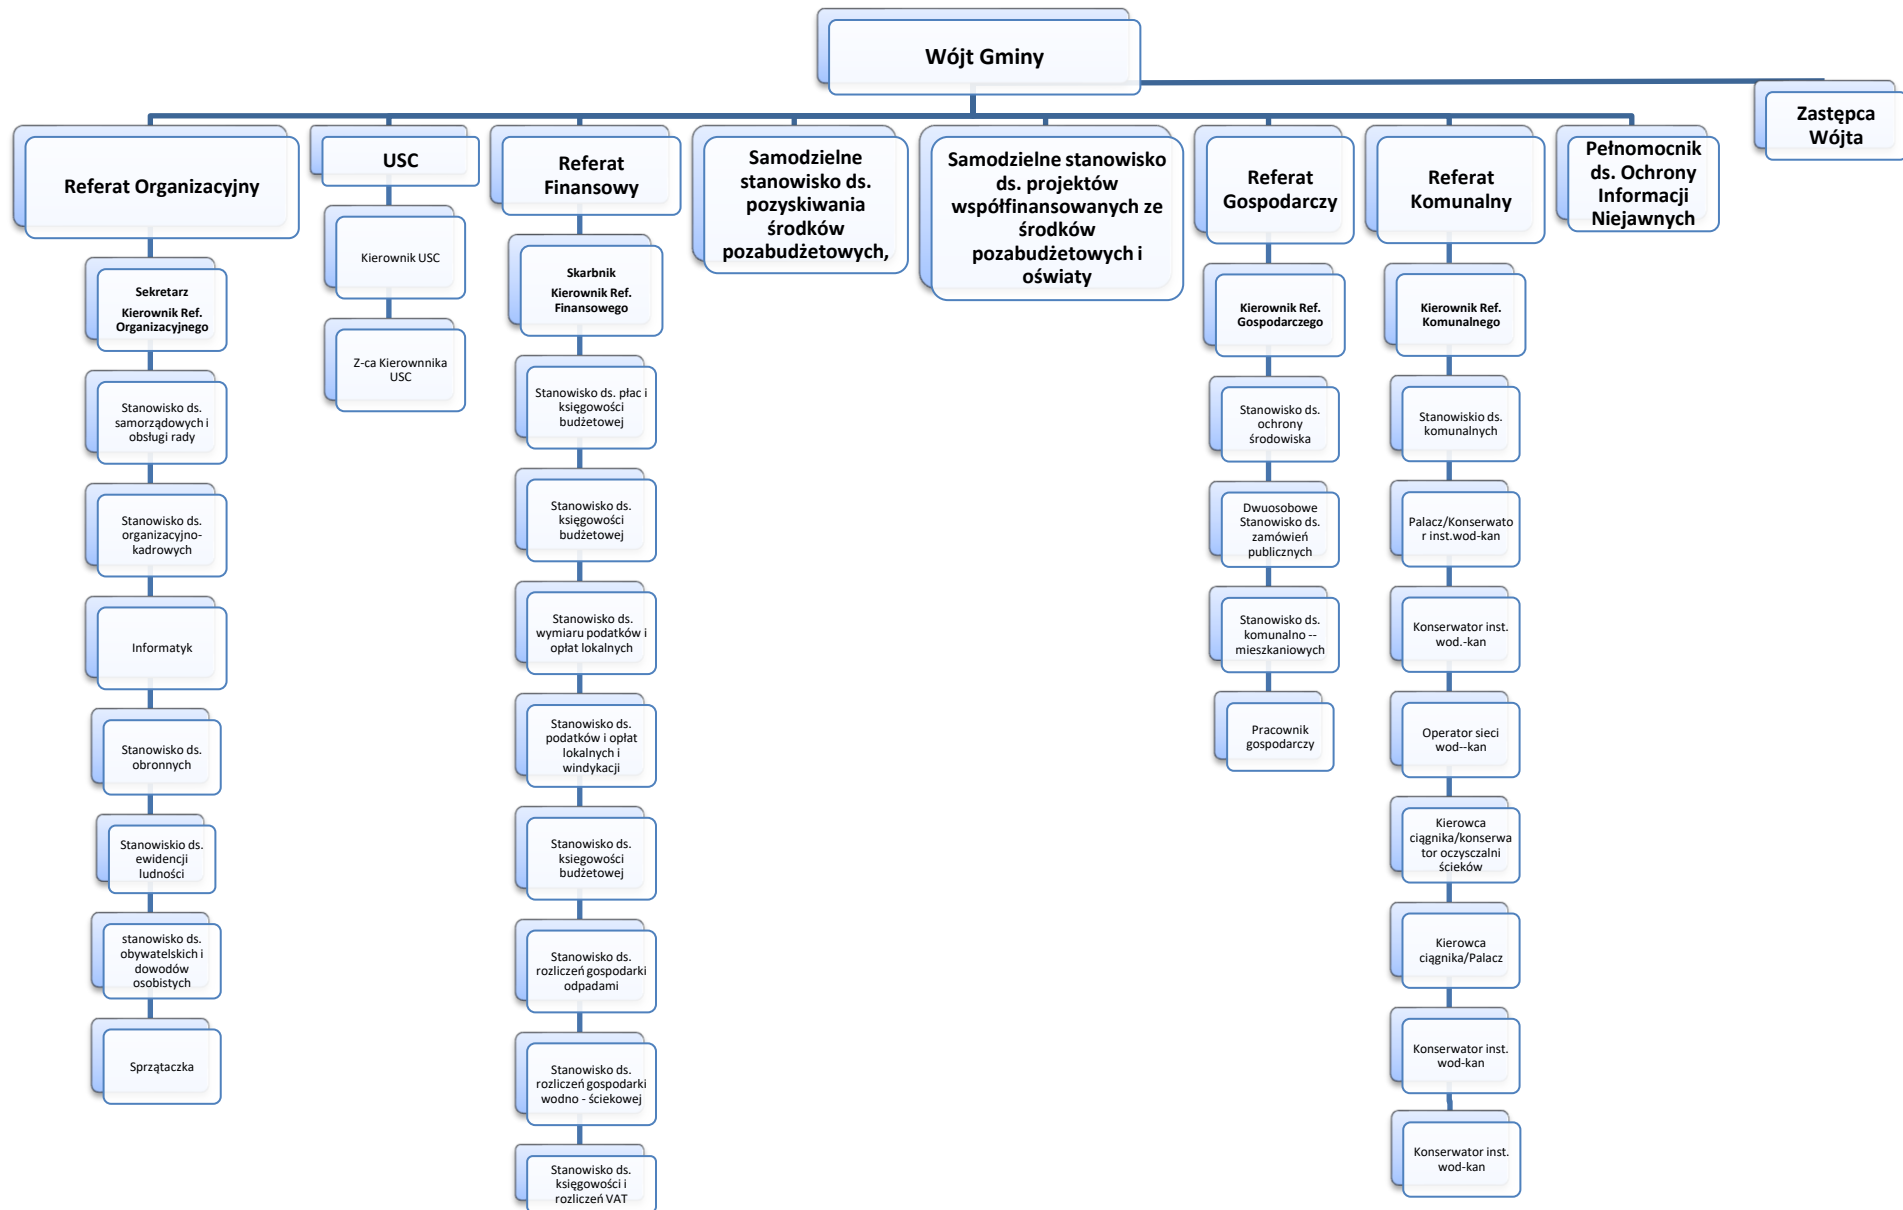 Wójt Gminy
Zastępca
Wójta
Referat Organizacyjny
Sekretarz
Kierownik Ref.
Organizacyjnego
Stanowisko ds.
samorządowych i
obsługi rady
Stanowisko ds.
organizacyjno-
kadrowych
Informatyk
Stanowisko ds.
obronnych
Stanowiskio ds.
ewidencji
ludności
stanowisko ds.
obywatelskich i
dowodów
osobistych
Sprzątaczka
USC
Kierownik USC
Z-ca Kierownnika
USC
Referat
Finansowy
Skarbnik
Kierownik Ref.
Finansowego
Stanowisko ds. płac i
księgowości
budżetowej
Stanowisko ds.
księgowości
budżetowej
Stanowisko ds.
wymiaru podatków i
opłat lokalnych
Stanowisko ds.
podatków i opłat
lokalnych i
windykacji
Stanowisko ds.
ksiegowości
budżetowej
Stanowisko ds.
rozliczeń gospodarki
odpadami
Stanowisko ds.
rozliczeń gospodarki
wodno - ściekowej
Stanowisko ds.
księgowości i
rozliczeń VAT
Samodzielne
stanowisko ds.
pozyskiwania
środków
pozabudżetowych,
Samodzielne stanowisko
ds. projektów
współfinansowanych ze
środków
pozabudżetowych i
oświaty
Referat
Gospodarczy
Kierownik Ref.
Gospodarczego
Stanowisko ds.
ochrony
środowiska
Dwuosobowe
Stanowisko ds.
zamówień
publicznych
Stanowisko ds.
komunalno --
mieszkaniowych
Pracownik
gospodarczy
Referat
Komunalny
Kierownik Ref.
Komunalnego
Stanowiskio ds.
komunalnych
Palacz/Konserwato
r inst.wod-kan
Konserwator inst.
wod.-kan
Operator sieci
wod--kan
Kierowca
ciągnika/konserwa
tor oczysczalni
ścieków
Kierowca
ciągnika/Palacz
Konserwator inst.
wod-kan
Konserwator inst.
wod-kan
Pełnomocnik
ds. Ochrony
Informacji
Niejawnych